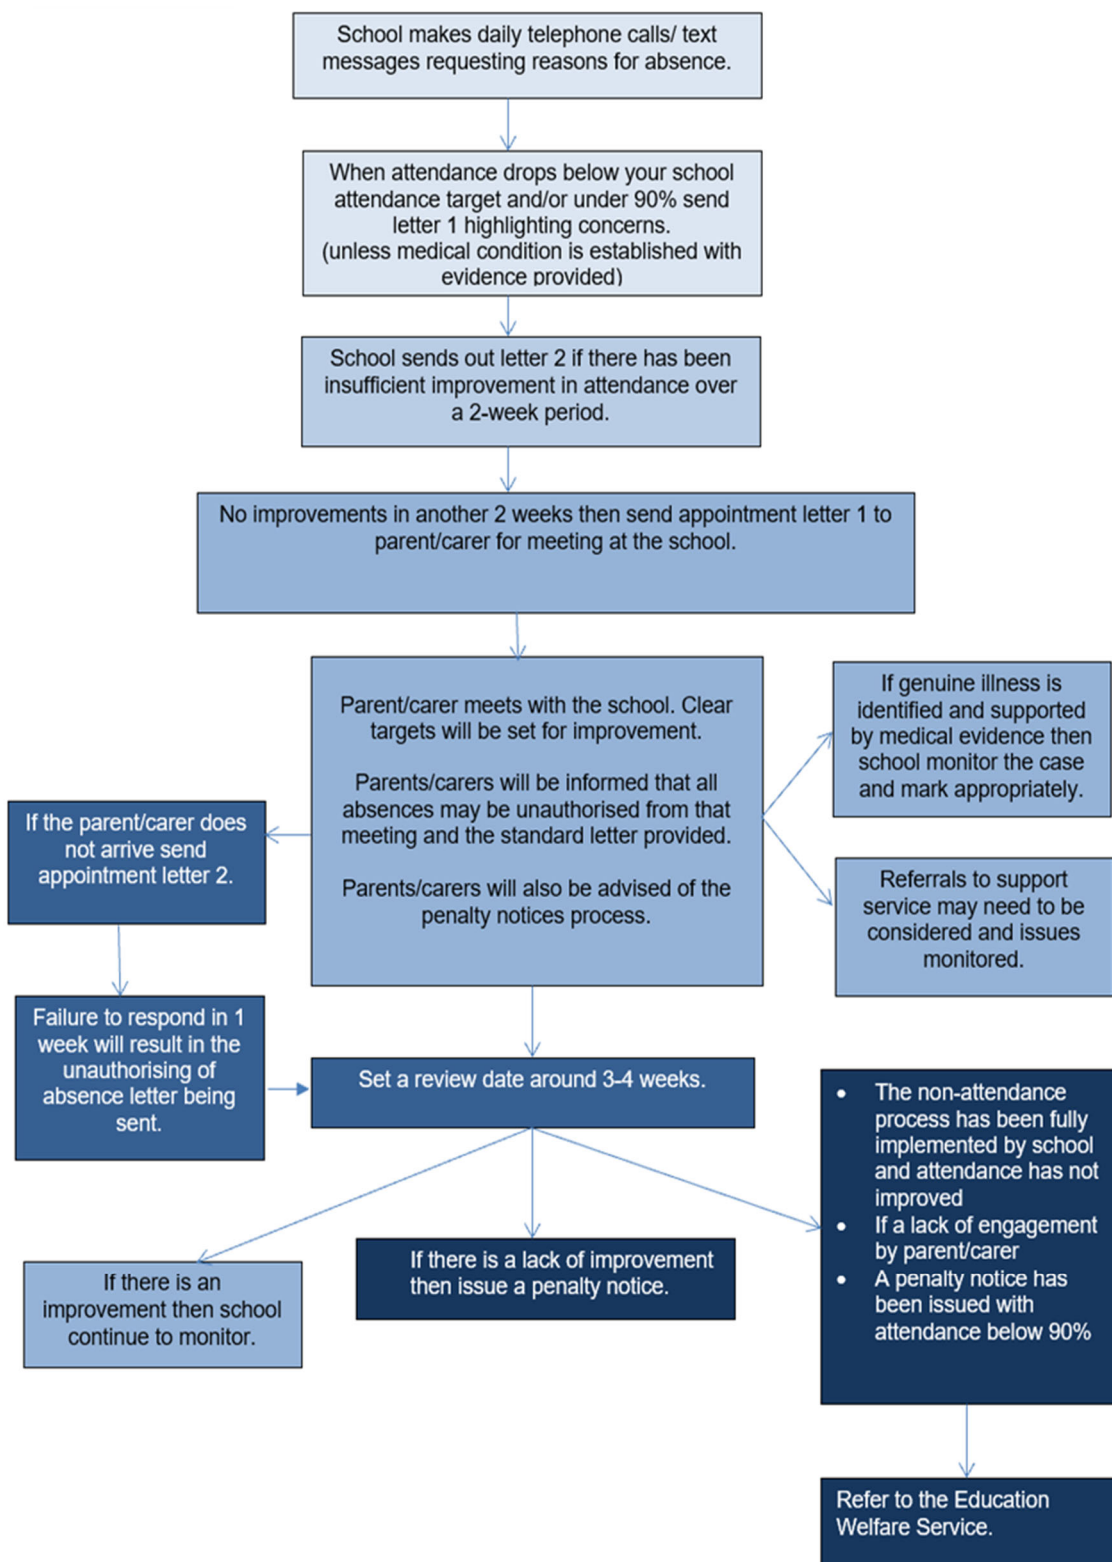 School makes daily telephone calls/ text
messages requesting reasons for absence.
When attendance drops below your school
attendance target and/or under 90% send
letter 1 highlighting concerns.
(unless medical condition is established with
evidence provided)
School sends out letter 2 if there has been
insufficient improvement in attendance over
a 2-week period.
No improvements in another 2 weeks then send appointment letter 1 to
parent/carer for meeting at the school.
Parent/carer meets with the school. Clear
targets will be set for improvement.
Parents/carers will be informed that all
absences may be unauthorised from that
meeting and the standard letter provided.
Parents/carers will also be advised of the
penalty notices process.
If genuine illness is
identified and supported
by medical evidence then
school monitor the case
and mark appropriately.
Referrals to support
service may need to be
considered and issues
monitored.
If the parent/carer does
not arrive send
appointment letter 2.
Failure to respond in 1
week will result in the
unauthorising of
absence letter being
sent.
Set a review date around 3-4 weeks.
If there is an
improvement then school
continue to monitor.
If there is a lack of improvement
then issue a penalty notice.
• The non-attendance
process has been fully
implemented by school
and attendance has not
improved
• If a lack of engagement
by parent/carer
• A penalty notice has
been issued with
attendance below 90%
Refer to the Education
Welfare Service.